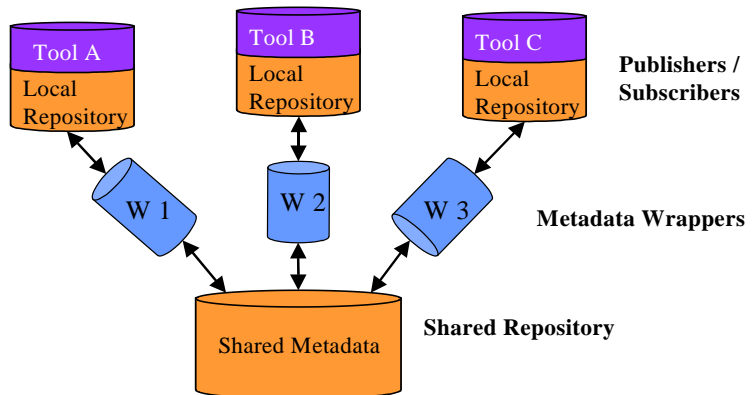 Tool A
Local
Repository
Tool B
Local
Repository
Tool C
Local
Repository
Publishers /
Subscribers
W 1
W 2
W 3
Metadata Wrappers
Shared Metadata
Shared Repository